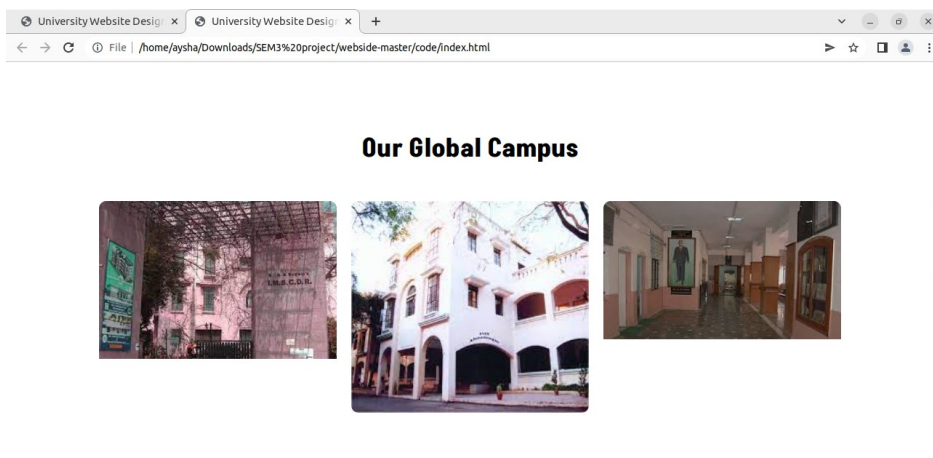 University Website Desig
University Website Desig
File
/home/aysha/Downloads/SEM3%20project/webside-master/code/index.html
Our Global Campus
I.M.S.C.D.R.